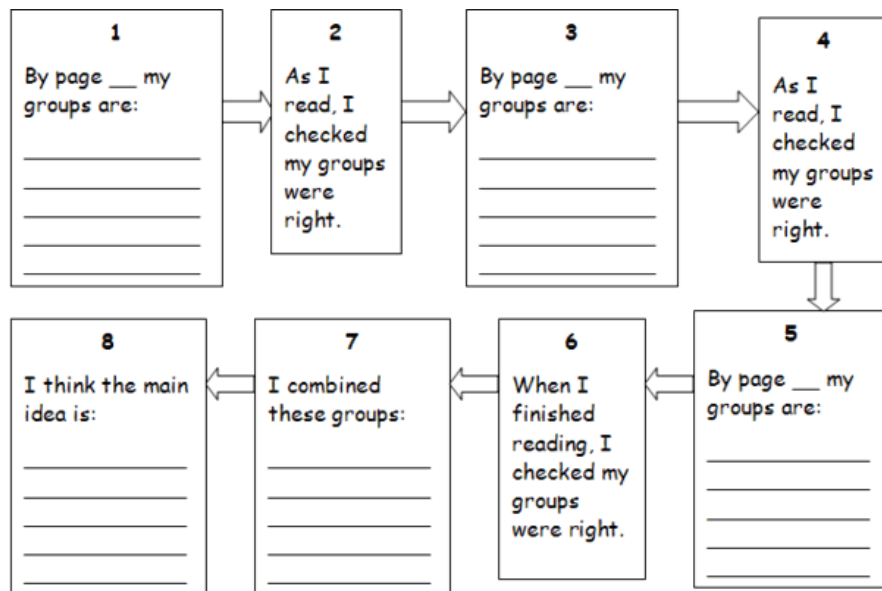 1
By page __ my
groups are:
2
As I
read, I
checked
my groups
were
right.
3
By page __ my
groups are:
4
As I
read, I
checked
my groups
were
right.
5
By page __ my
groups are:
6
When I
finished
reading, I
checked my
groups
were right.
7
I combined
these groups:
8
I think the main
idea is: